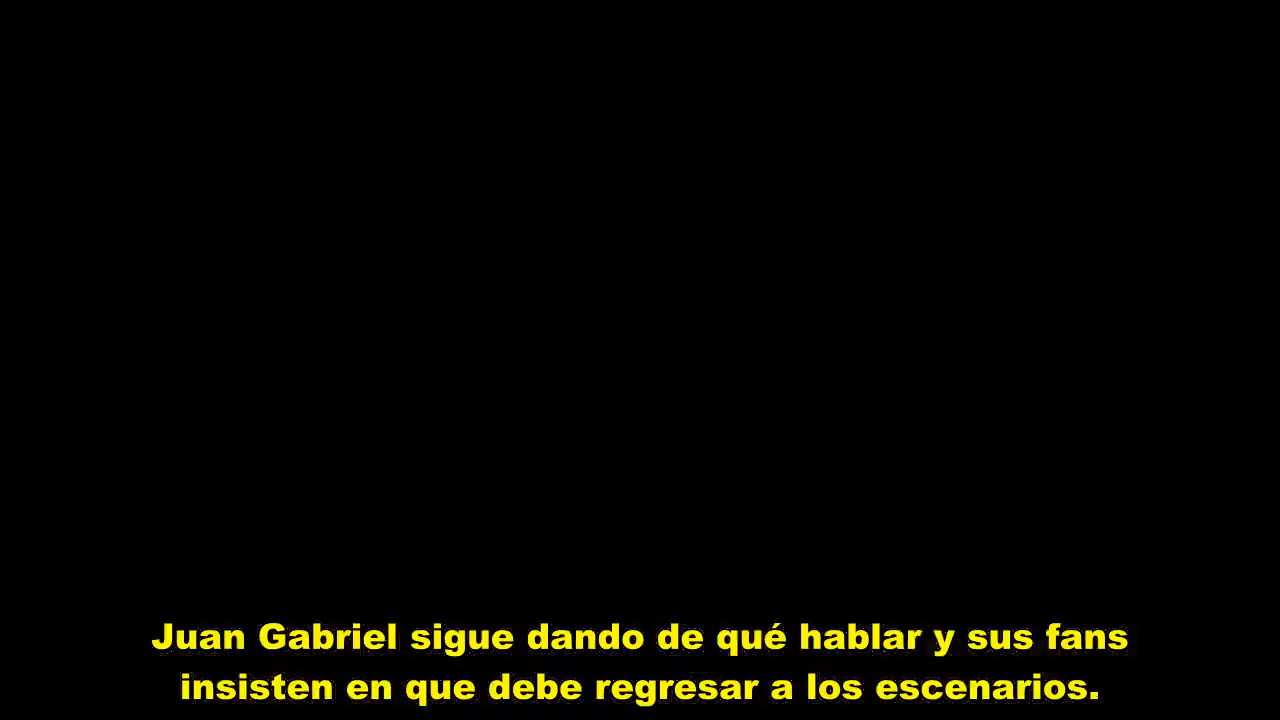 Juan Gabriel sigue dando de qué hablar y sus fans
insisten en que debe regresar a los escenarios.